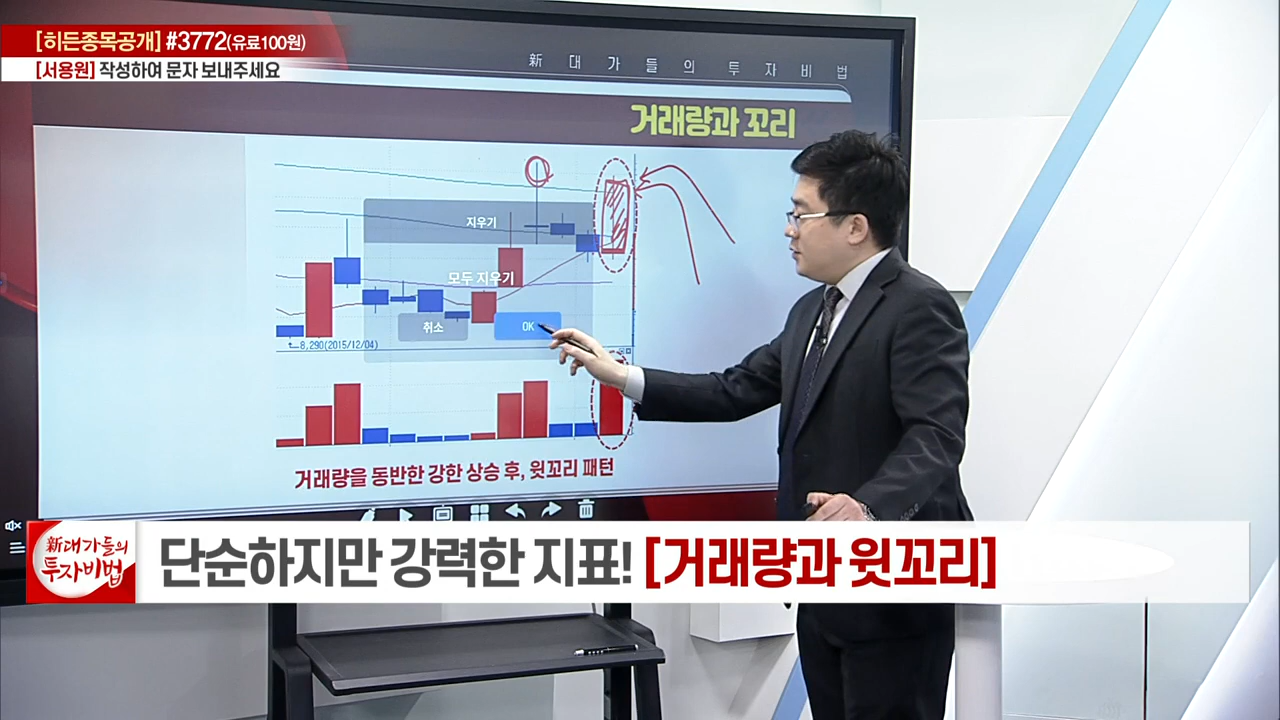 [히든종목공개] #3772(유료100원)
[서용원] 작성하여 문자 보내주세요
新 대가들의 투자비법
거래량과 꼬리
지우기
모두 지우기
취소
OK
8,290(2015/12/04)
거래량을 동반한 강한 상승 후, 윗꼬리 패턴
新대가들의
투자비법
단순하지만 강력한 지표! [거래량과 윗꼬리]